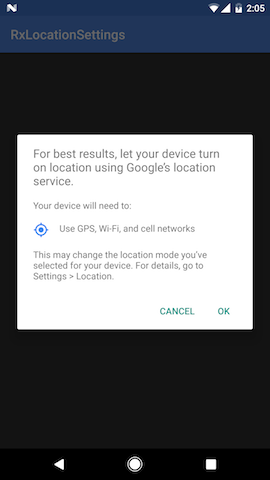 2:05
RxLocationSettings
For best results, let your device turn
on location using Google's location
service.
Your device will need to:
Use GPS, Wi-Fi, and cell networks
This may change the location mode you've
selected for your device. For details, go to
Settings > Location.
CANCEL OK